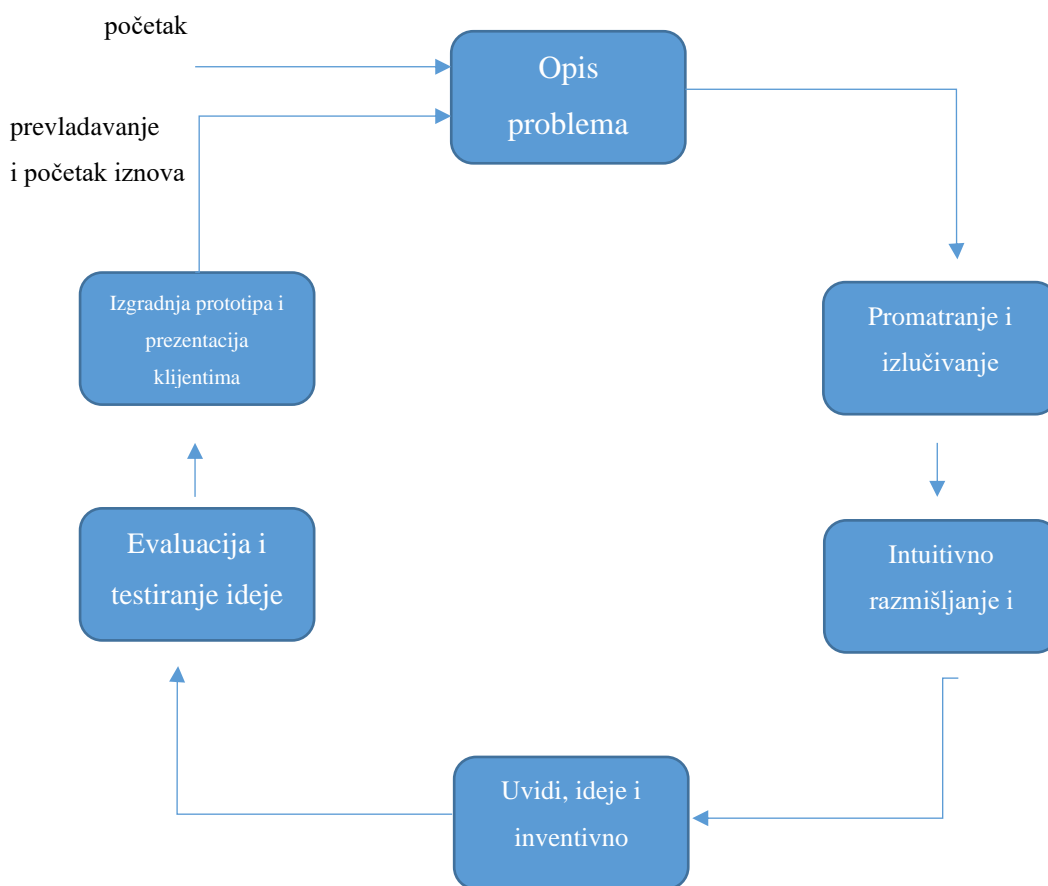 početak
Opis
problema
prevladavanje
i početak iznova
Izgradnja prototipa i
prezentacija
klijentima
Promatranje i
izlučivanje
Evaluacija i
testiranje ideje
Intuitivno
razmišljanje i
Uvidi, ideje i
inventivno